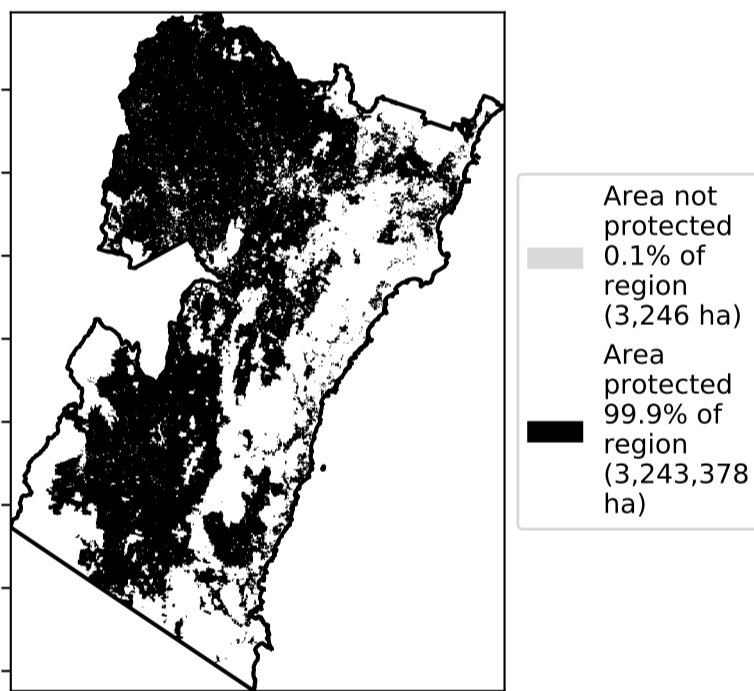 Area not
protected
0.1% of
region
(3,246 ha)
Area
protected
99.9% of
region
(3,243,378
ha)